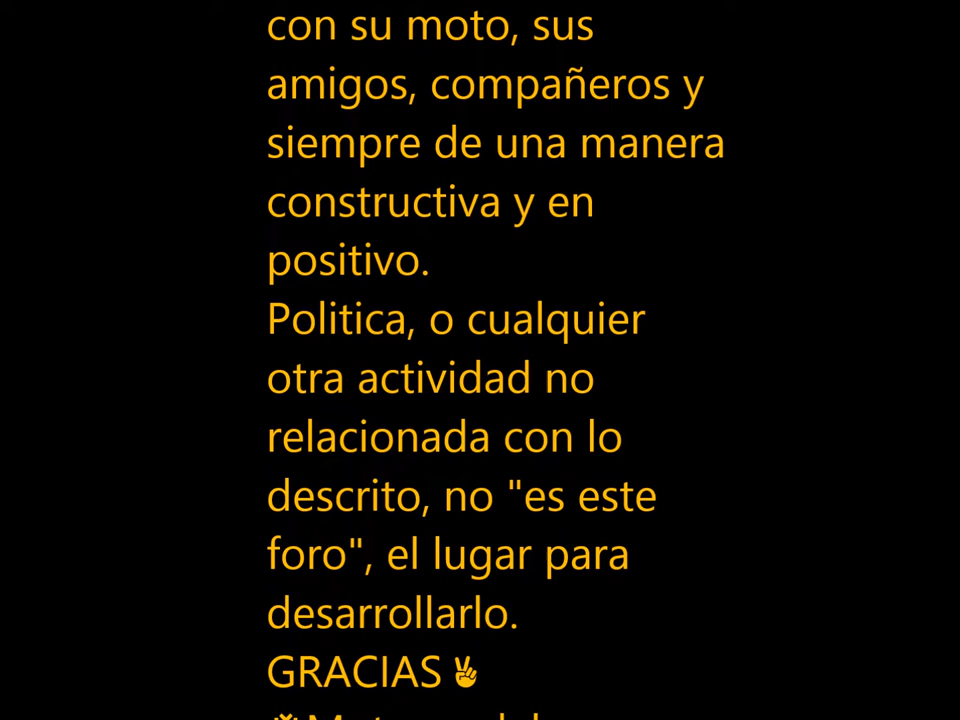 con su moto, sus
amigos, compañeros y
siempre de una manera
constructiva y en
positivo.
Politica, o cualquier
otra actividad no
relacionada con lo
descrito, no "es este
foro", el lugar para
desarrollarlo.
GRACIAS✌